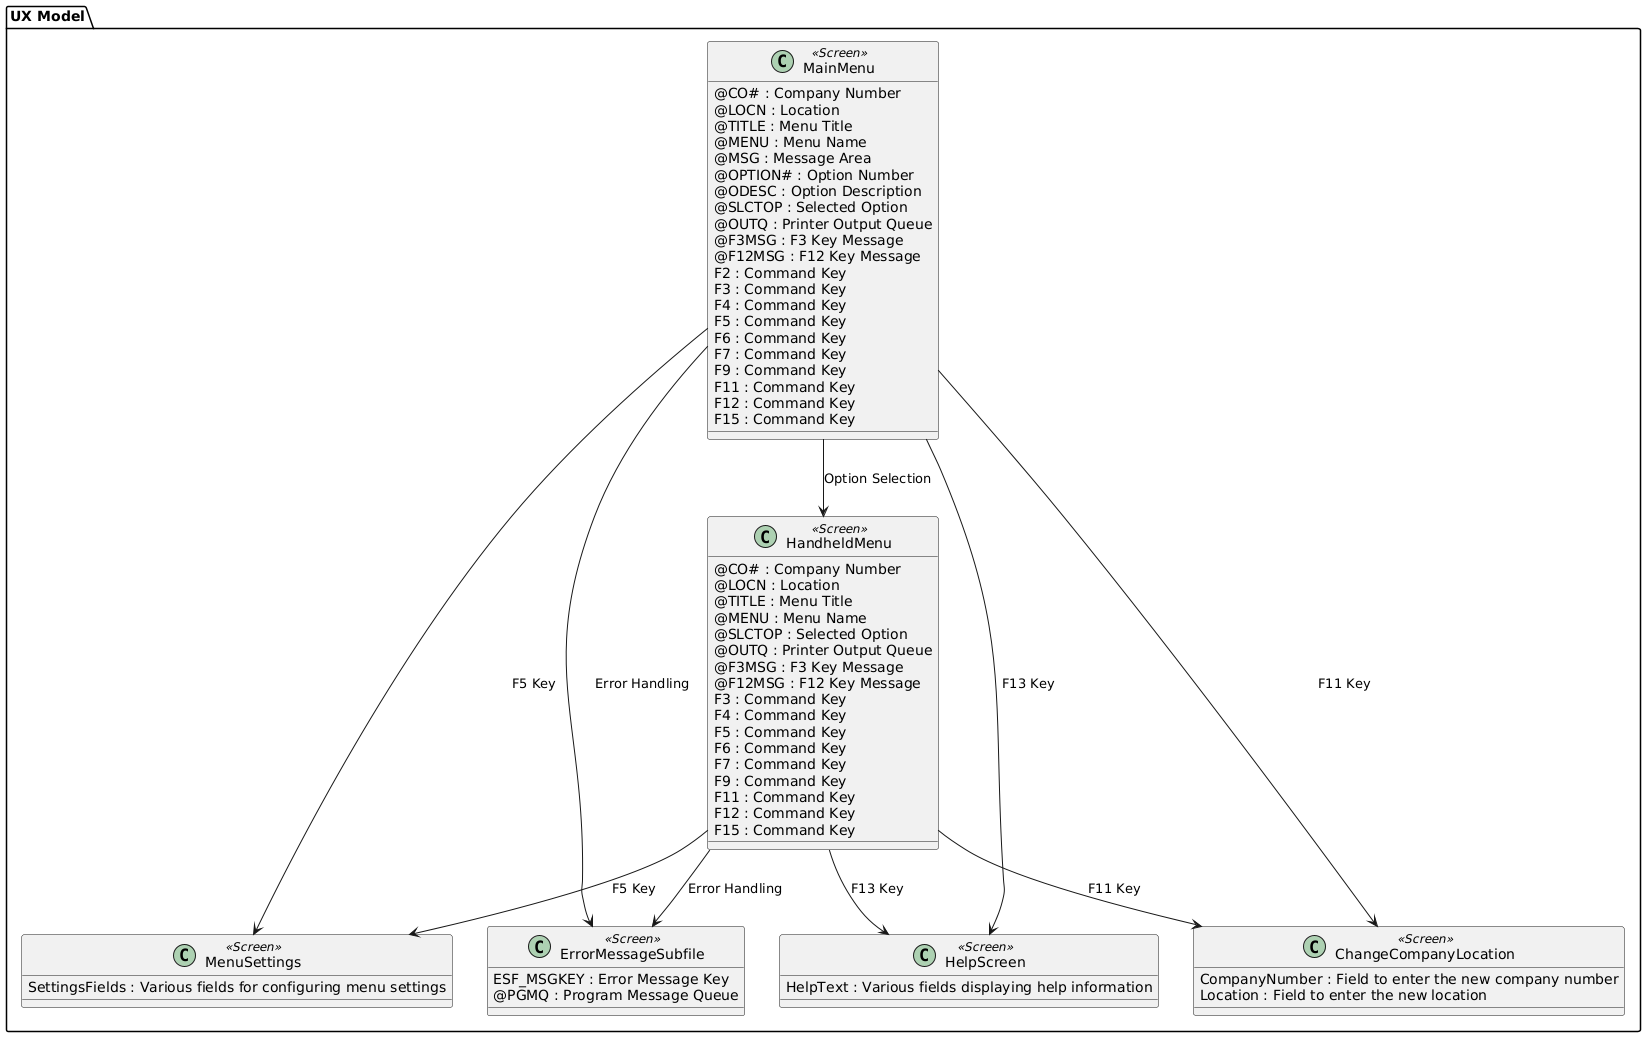 UX Model
«Screen»
C
MainMenu
@CO# : Company Number
@LOCN : Location
@TITLE : Menu Title
@MENU : Menu Name
@MSG : Message Area
@OPTION# : Option Number
@ODESC : Option Description
@SLCTOP : Selected Option
@OUTQ : Printer Output Queue
@F3MSG : F3 Key Message
@F12MSG : F12 Key Message
F2 : Command Key
F3 : Command Key
F4 : Command Key
F5 : Command Key
F6 : Command Key
F7 : Command Key
F9 : Command Key
F11 : Command Key
F12 : Command Key
F15 : Command Key
Option Selection
«Screen»
C
HandheldMenu
@CO# : Company Number
@LOCN : Location
@TITLE : Menu Title
@MENU : Menu Name
@SLCTOP : Selected Option
@OUTQ : Printer Output Queue
@F3MSG : F3 Key Message
@F12MSG : F12 Key Message
F3 : Command Key
F4 : Command Key
F5 : Command Key
F6 : Command Key
F7 : Command Key
F9 : Command Key
F11 : Command Key
F12 : Command Key
F15 : Command Key
F5 Key
Error Handling
F13 Key
F11 Key
F5 Key
Error Handling
F13 Key
F11 Key
«Screen»
C
MenuSettings
SettingsFields : Various fields for configuring menu settings
«Screen»
C
ErrorMessageSubfile
ESF_MSGKEY : Error Message Key
@PGMQ : Program Message Queue
«Screen»
C
HelpScreen
HelpText : Various fields displaying help information
«Screen»
C
ChangeCompanyLocation
CompanyNumber : Field to enter the new company number
Location : Field to enter the new location